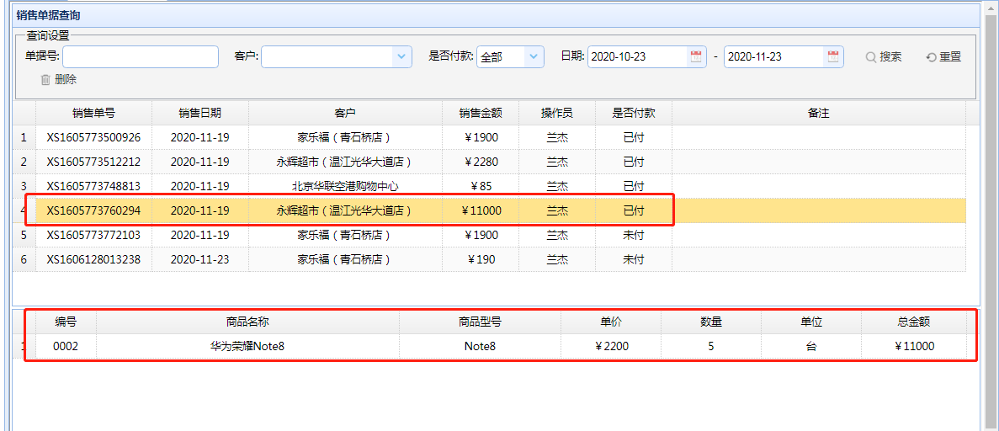 销售单据查询
查询设置
单据号: 客户: 是否付款: 全部 日期: 2020-10-23 - 2020-11-23 搜索 重置
删除
销售单号 销售日期 客户 销售金额 操作员 是否付款 备注
1 XS1605773500926 2020-11-19 家乐福（青石桥店） ￥1900 兰杰 已付
2 XS1605773512212 2020-11-19 永辉超市（温江光华大道店） ￥2280 兰杰 已付
3 XS1605773748813 2020-11-19 北京华联空港购物中心 ￥85 兰杰 已付
4 XS1605773760294 2020-11-19 永辉超市（温江光华大道店） ￥11000 兰杰 已付
5 XS1605773772103 2020-11-19 家乐福（青石桥店） ￥1900 兰杰 未付
6 XS1606128013238 2020-11-23 家乐福（青石桥店） ￥190 兰杰 未付
编号 商品名称 商品型号 单价 数量 单位 总金额
1 0002 华为荣耀Note8 Note8 ￥2200 5 台 ￥11000